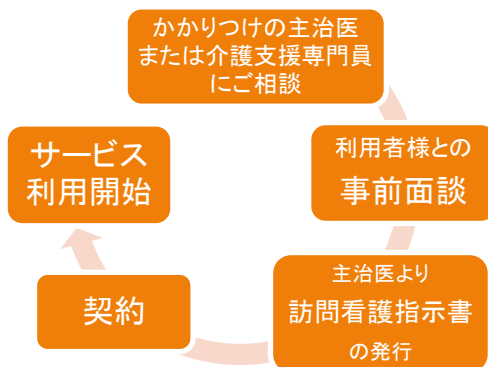 かかりつけの主治医
または介護支援専門員
にご相談
利用者様との
事前面談
主治医より
訪問看護指示書
の発行
契約
サービス
利用開始